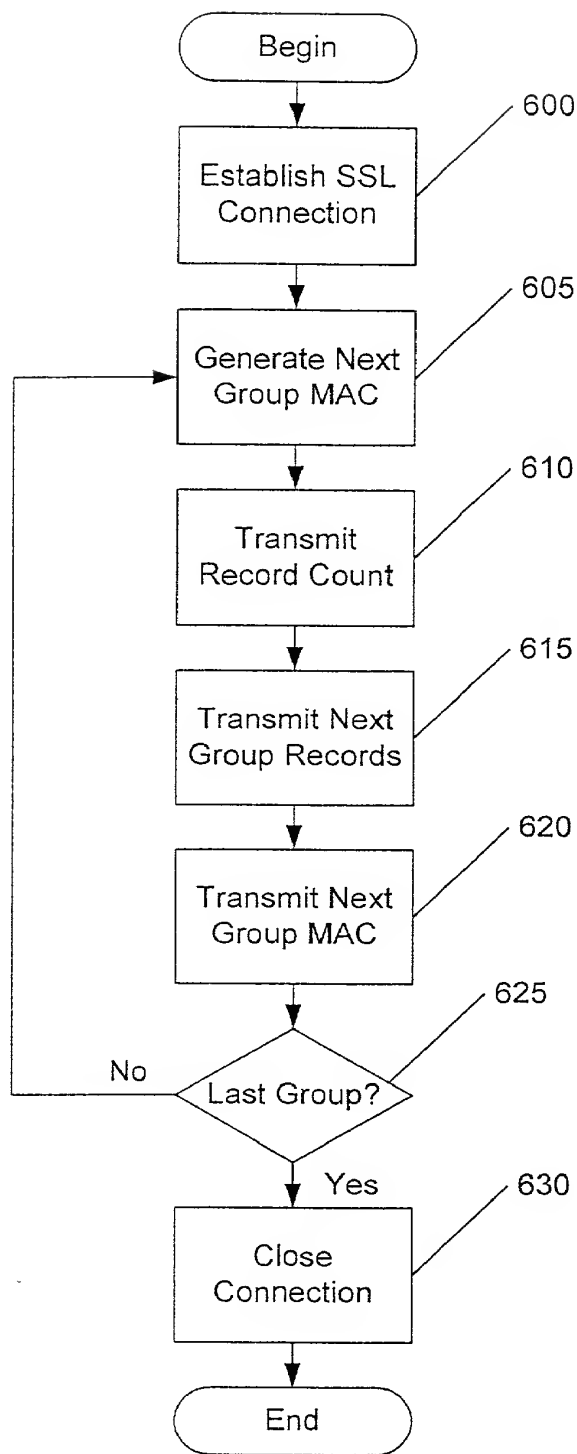 Begin
600
Establish SSL
Connection
605
Generate Next
Group MAC
610
Transmit
Record Count
615
Transmit Next
Group Records
620
Transmit Next
Group MAC
625
No
Last Group?
Yes
630
Close
Connection
End